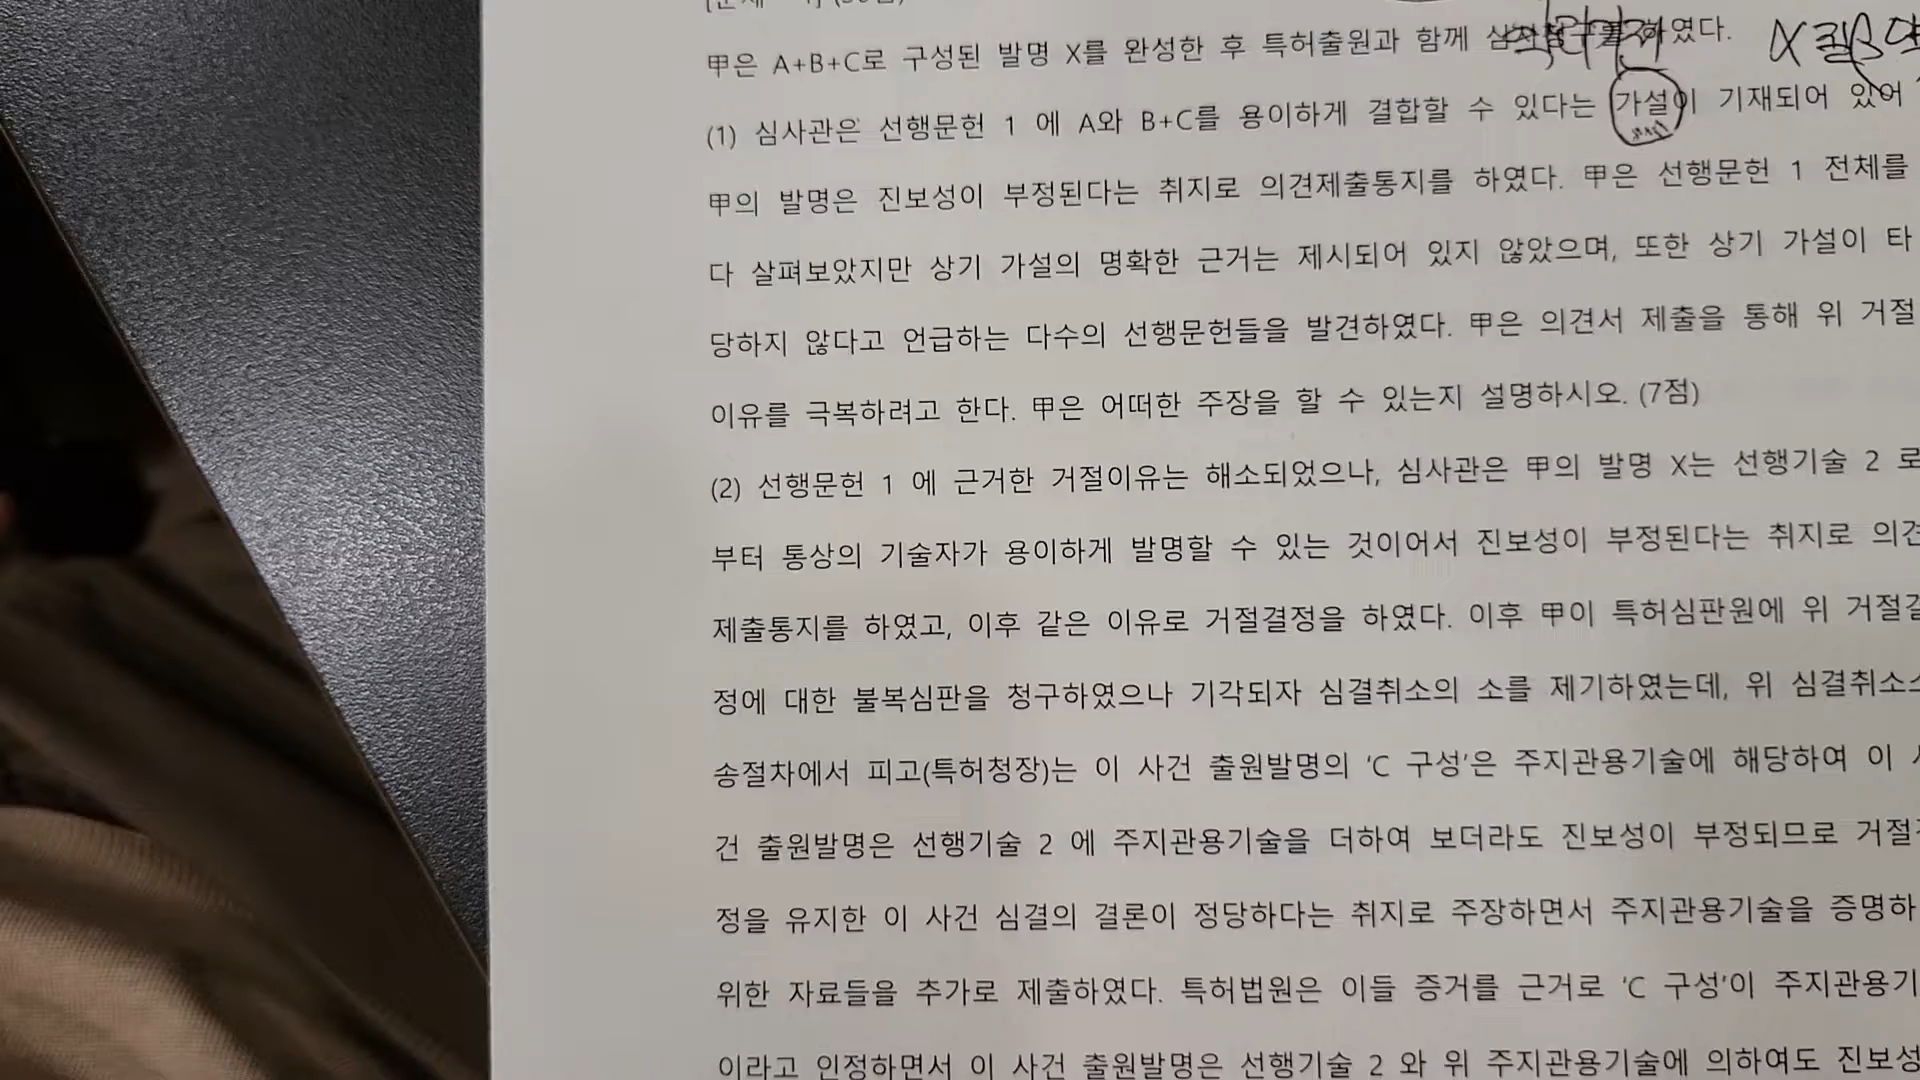 甲은 A+B+C로 구성된 발명 X를 완성한 후 특허출원과 함께 하였다.
(1) 심사관은 선행문헌 1 에 A와 B+C를 용이하게 결합할 수 있다는 가설이 기재되어 있어
甲의 발명은 진보성이 부정된다는 취지로 의견제출통지를 하였다. 甲은 선행문헌 1 전체를
다 살펴보았지만 상기 가설의 명확한 근거는 제시되어 있지 않았으며, 또한 상기 가설이 타
당하지 않다고 언급하는 다수의 선행문헌들을 발견하였다. 甲은 의견서 제출을 통해 위 거절
이유를 극복하려고 한다. 甲은 어떠한 주장을 할 수 있는지 설명하시오. (7점)
(2) 선행문헌 1 에 근거한 거절이유는 해소되었으나, 심사관은 甲의 발명 X는 선행기술 2 로
부터 통상의 기술자가 용이하게 발명할 수 있는 것이어서 진보성이 부정된다는 취지로 의견
제출통지를 하였고, 이후 같은 이유로 거절결정을 하였다. 이후 甲이 특허심판원에 위 거절결
정에 대한 불복심판을 청구하였으나 기각되자 심결취소의 소를 제기하였는데, 위 심결취소소
송절차에서 피고(특허청장)는 이 사건 출원발명의 'C 구성'은 주지관용기술에 해당하여 이
건 출원발명은 선행기술 2 에 주지관용기술을 더하여 보더라도 진보성이 부정되므로 거절
정을 유지한 이 사건 심결의 결론이 정당하다는 취지로 주장하면서 주지관용기술을 증명하
위한 자료들을 추가로 제출하였다. 특허법원은 이들 증거를 근거로 'C 구성'이 주지관용기
이라고 인정하면서 이 사건 출원발명은 선행기술 2 와 위 주지관용기술에 의하여도 진보성